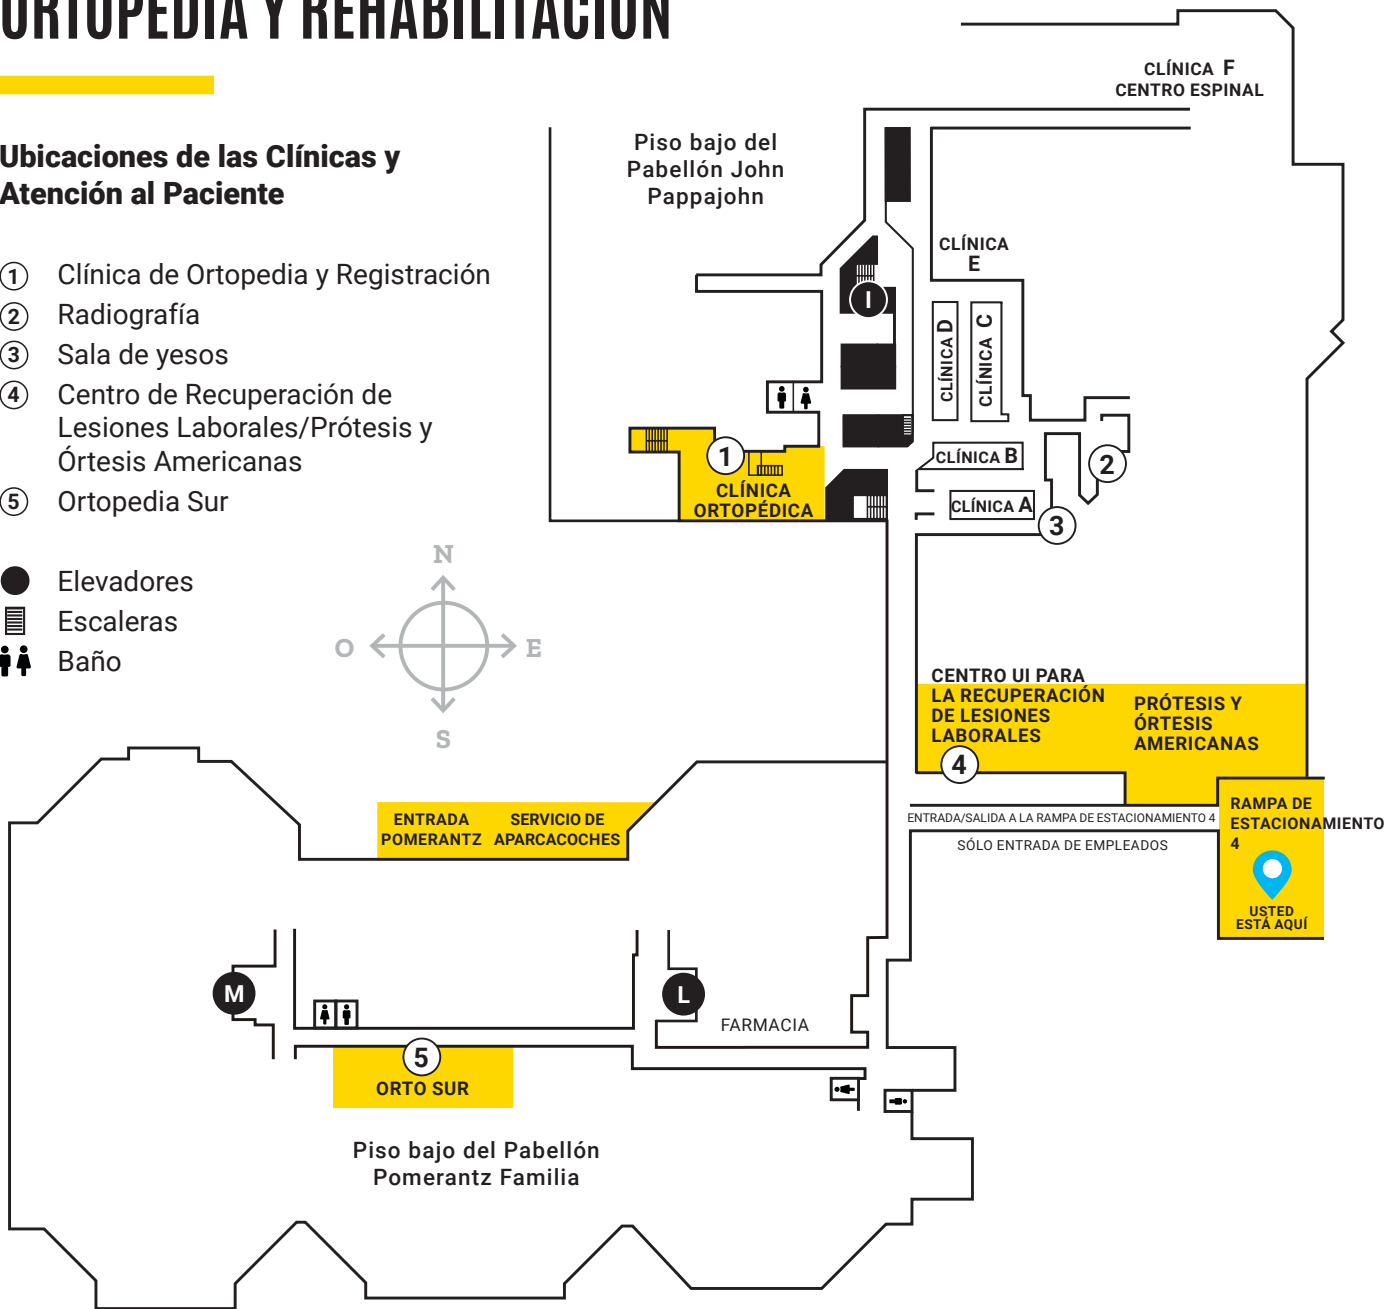 ORTOPEDIA Y REHABILITACIÓN
Ubicaciones de las Clínicas y
Atención al Paciente
1 Clínica de Ortopedia y Registración
2 Radiografía
3 Sala de yesos
4 Centro de Recuperación de
Lesiones Laborales/Prótesis y
Órtesis Americanas
5 Ortopedia Sur
Elevadores
Escaleras
Baño
N
O
E
S
CLÍNICA F
CENTRO ESPINAL
Piso bajo del
Pabellón John
Pappajohn
CLÍNICA
E
I
CLÍNICA D
CLÍNICA C
1
CLÍNICA
ORTOPÉDICA
CLÍNICA B
2
CLÍNICA A
3
CENTRO UI PARA
LA RECUPERACIÓN
DE LESIONES
LABORALES
4
PRÓTESIS Y
ÓRTESIS
AMERICANAS
ENTRADA
POMERANTZ
SERVICIO DE
APARCACOCHES
ENTRADA/SALIDA A LA RAMPA DE ESTACIONAMIENTO 4
SÓLO ENTRADA DE EMPLEADOS
RAMPA DE
ESTACIONAMIENTO
4
USTED
ESTÁ AQUÍ
M
L
FARMACIA
5
ORTO SUR
Piso bajo del Pabellón
Pomerantz Familia